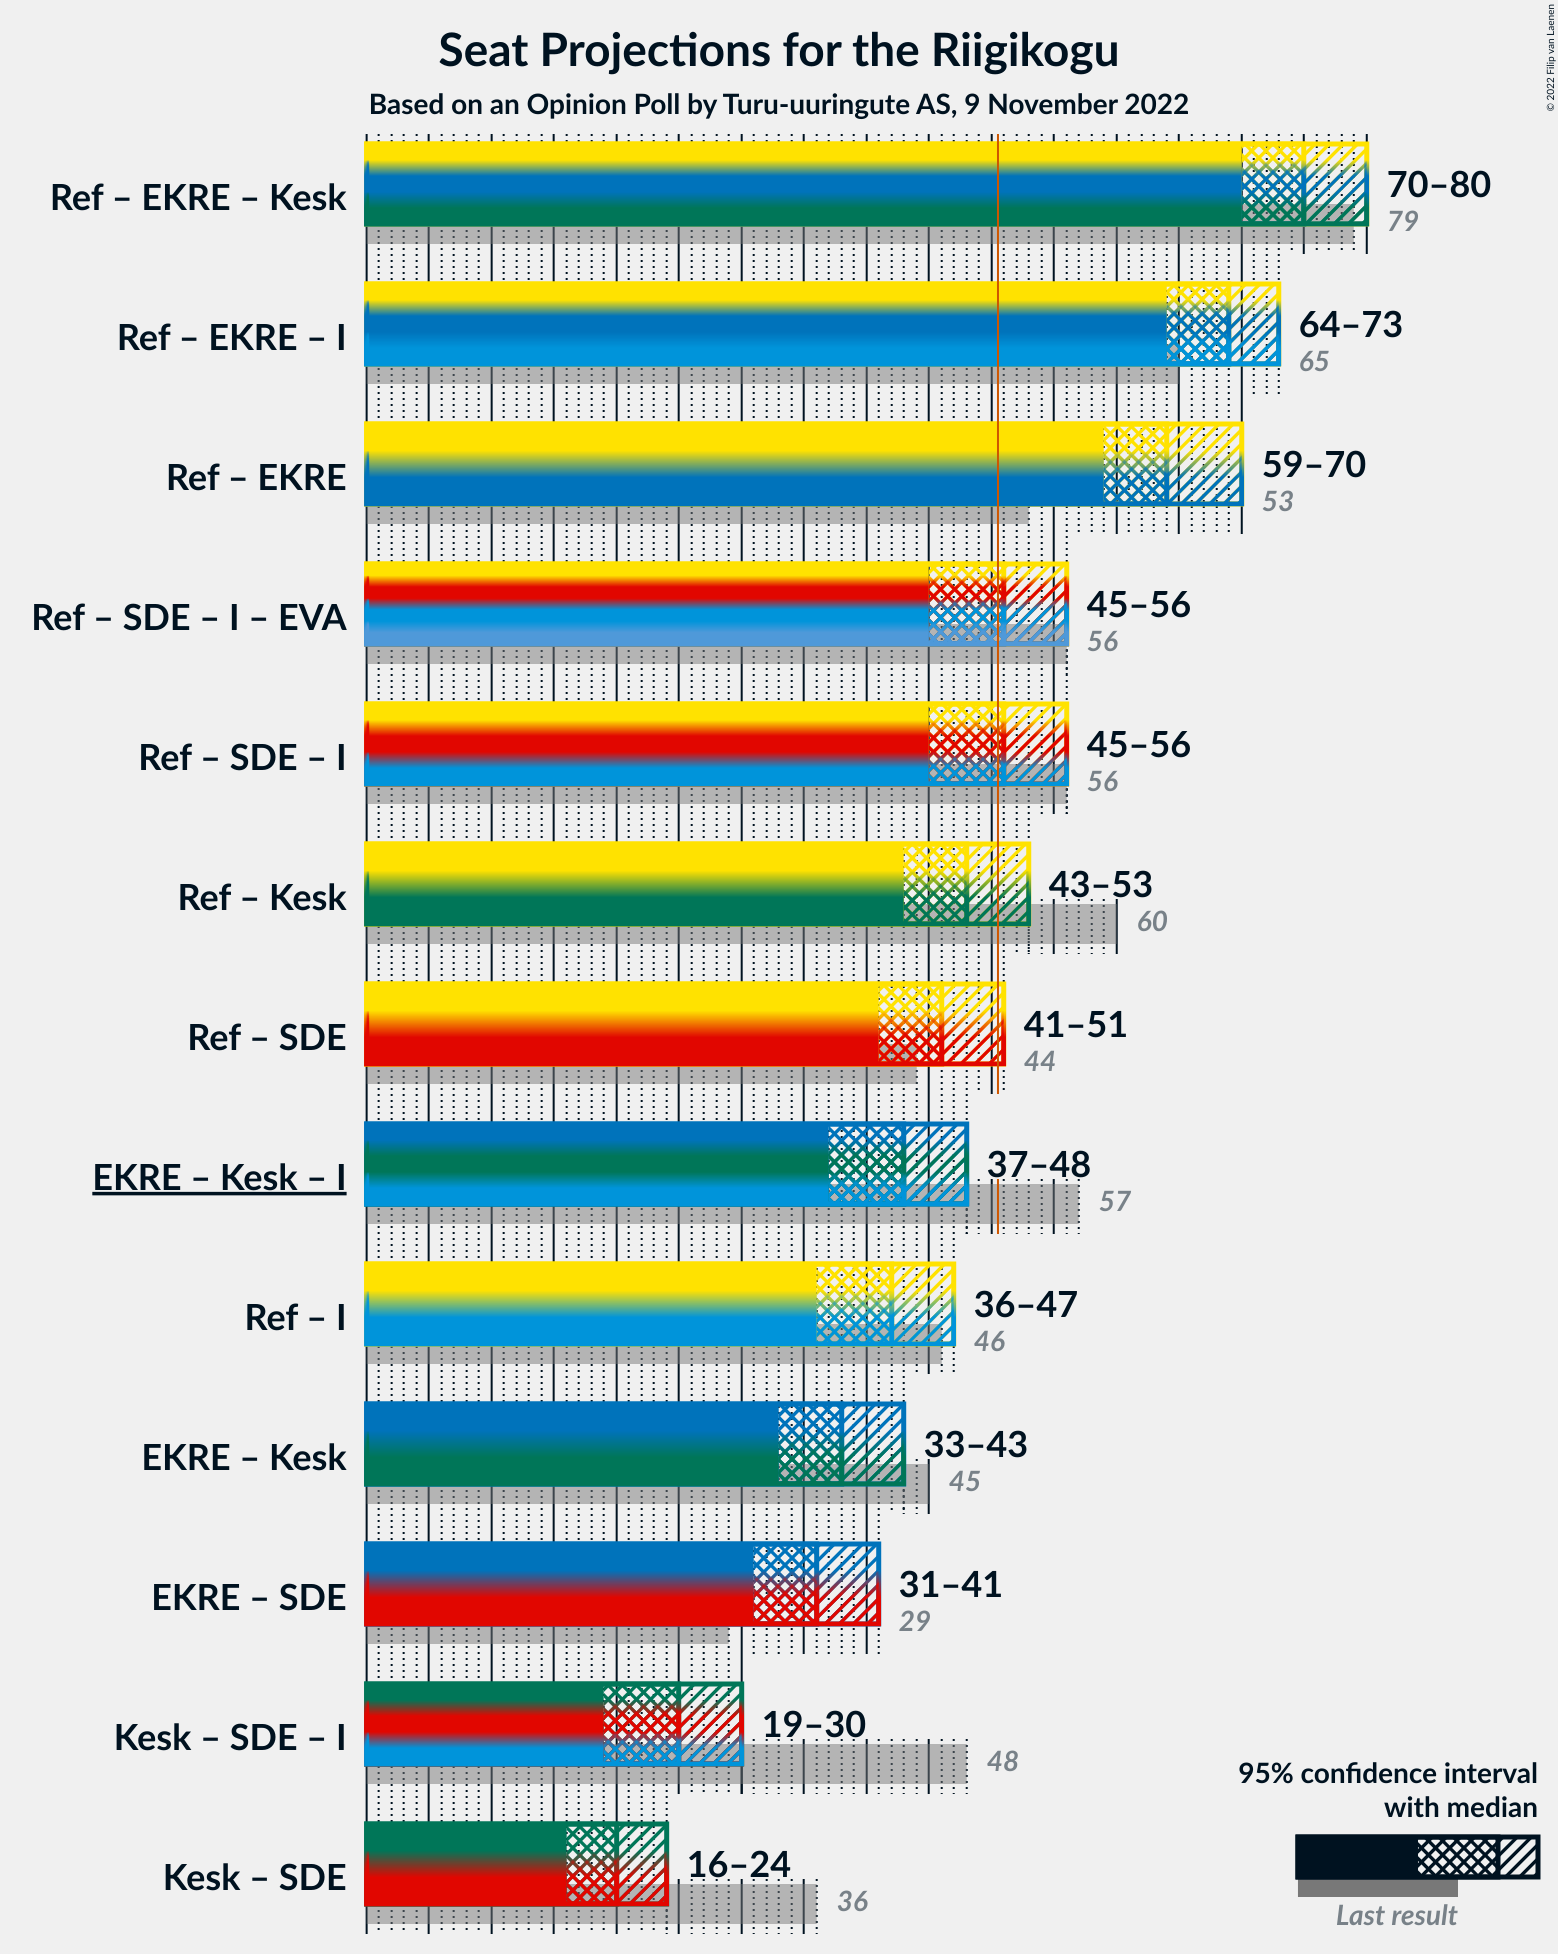 Seat Projections for the Riigikogu
Based on an Opinion Poll by Turu-uuringute AS, 9 November 2022
© 2022 Filip van Laenen
Ref – EKRE – Kesk
70–80
79
Ref – EKRE – I
64–73
65
Ref – EKRE
59–70
53
Ref – SDE – I – EVA
45–56
56
Ref – SDE – I
45–56
56
Ref – Kesk
43–53
60
Ref – SDE
41–51
44
EKRE – Kesk – I
37–48
57
Ref – I
36–47
46
EKRE – Kesk
33–43
45
EKRE – SDE
31–41
29
Kesk – SDE – I
19–30
48
Kesk – SDE
16–24
36
95% confidence interval
with median
Last result